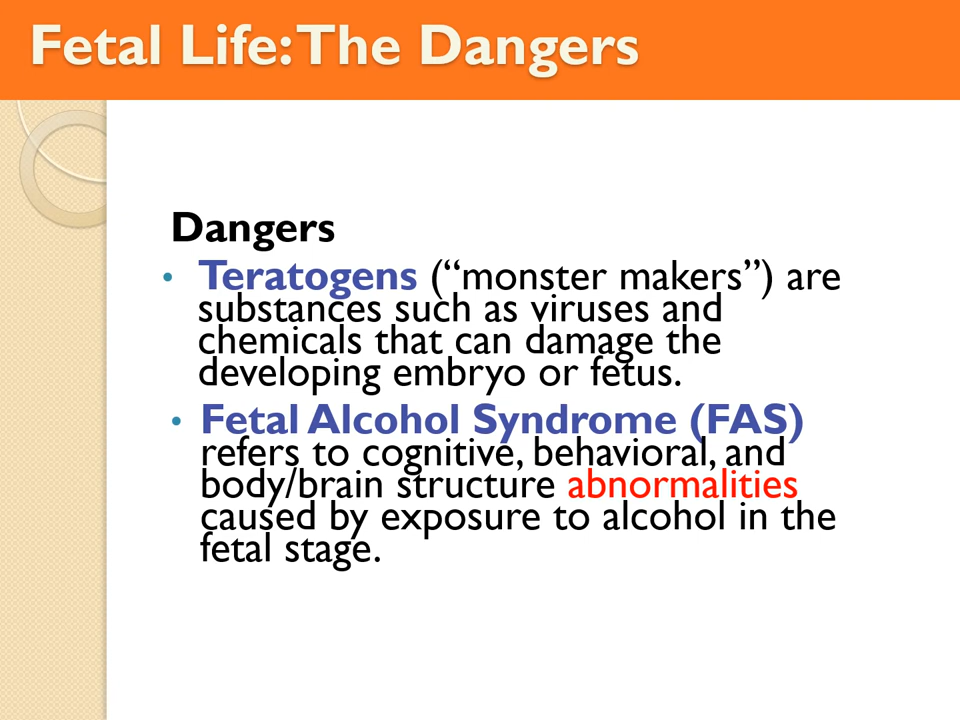 Fetal Life: The Dangers
Dangers
• Teratogens (“monster makers”) are
substances such as viruses and
chemicals that can damage the
developing embryo or fetus.
• Fetal Alcohol Syndrome (FAS)
refers to cognitive, behavioral, and
body/brain structure abnormalities
caused by exposure to alcohol in the
fetal stage.